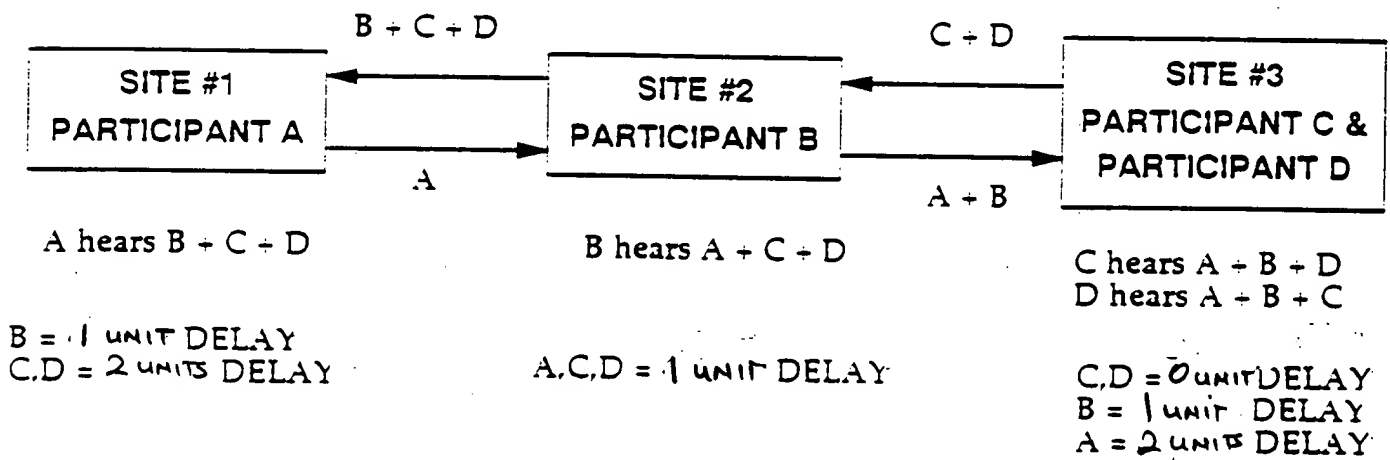 B + C + D
C + D
SITE #1
PARTICIPANT A
SITE #2
PARTICIPANT B
SITE #3
PARTICIPANT C &
PARTICIPANT D
A
A + B
A hears B + C + D
B hears A + C + D
C hears A + B + D
D hears A + B + C
B = 1 UNIT DELAY
C,D = 2 UNITS DELAY
A,C,D = 1 UNIT DELAY
C,D = 0 UNIT DELAY
B = 1 UNIT DELAY
A = 2 UNITS DELAY